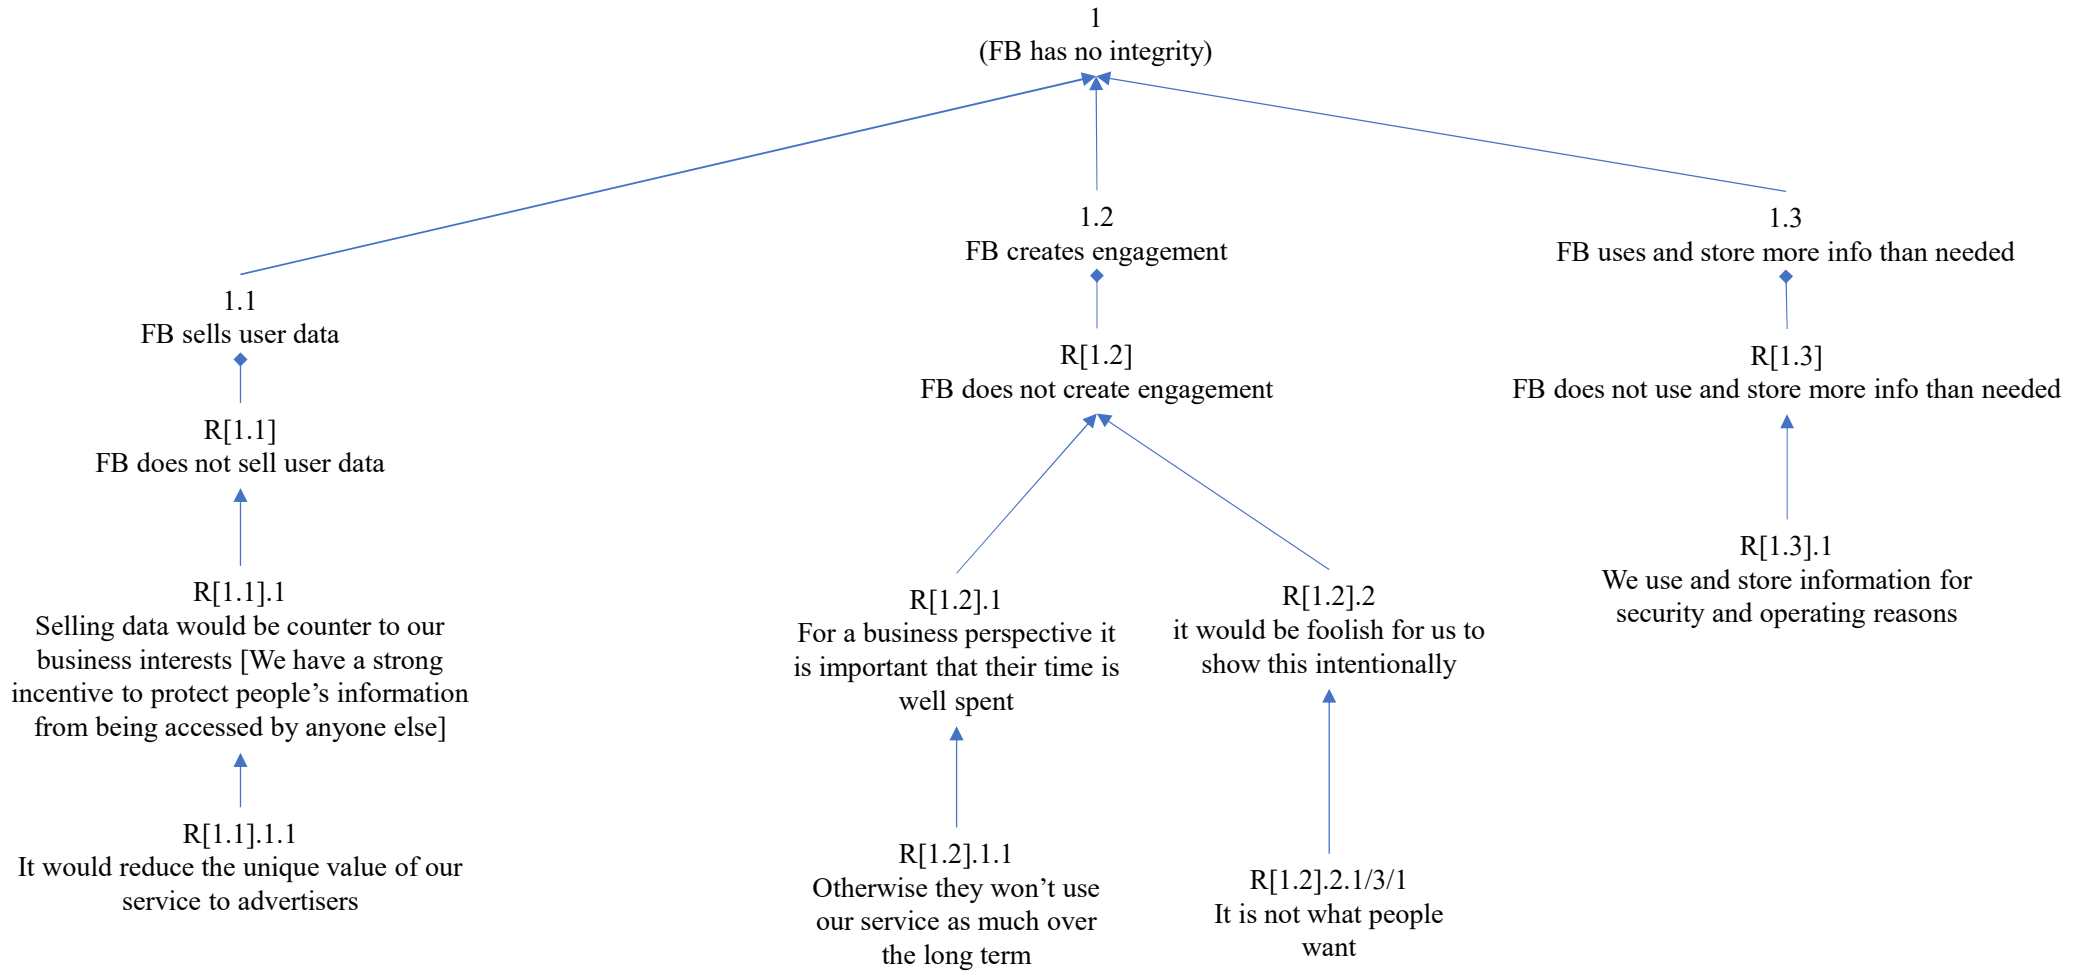 1
(FB has no integrity)
1.1
FB sells user data
R[1.1]
FB does not sell user data
R[1.1].1
Selling data would be counter to our
business interests [We have a strong
incentive to protect people’s information
from being accessed by anyone else]
R[1.1].1.1
It would reduce the unique value of our
service to advertisers
1.2
FB creates engagement
R[1.2]
FB does not create engagement
R[1.2].1
For a business perspective it
is important that their time is
well spent
R[1.2].1.1
Otherwise they won’t use
our service as much over
the long term
R[1.2].2
it would be foolish for us to
show this intentionally
R[1.2].2.1/3/1
It is not what people
want
1.3
FB uses and store more info than needed
R[1.3]
FB does not use and store more info than needed
R[1.3].1
We use and store information for
security and operating reasons